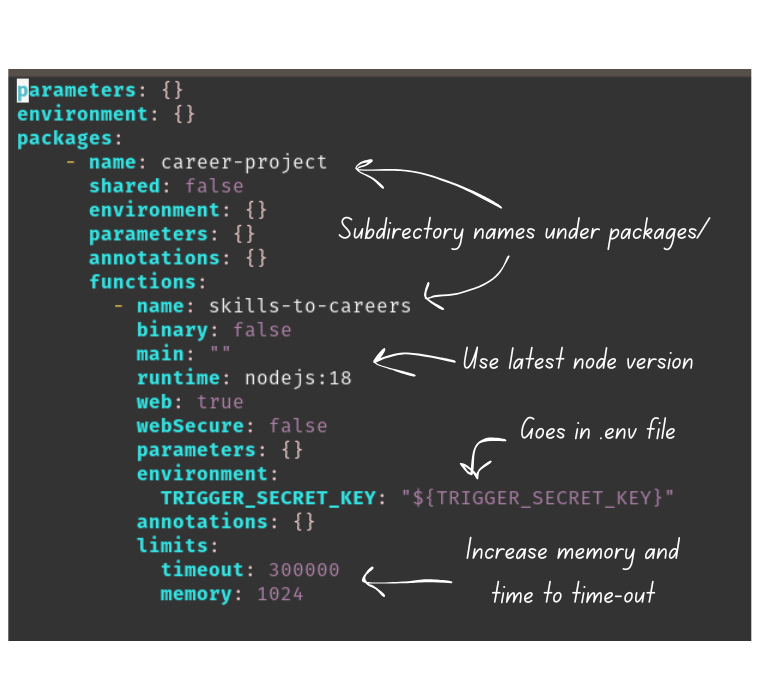 parameters: {}
environment: {}
packages:
- name: career-project
shared: false
environment: {}
Subdirectory names under packages/
parameters: {}
annotations: {}
functions:
- name: skills-to-careers
binary: false
main: ""
Use latest node version
runtime: nodejs:18
web: true
webSecure: false
Goes in .env file
parameters: {}
environment:
TRIGGER_SECRET_KEY: "${TRIGGER_SECRET_KEY}"
annotations: {}
limits:
Increase memory and
time to time-out
timeout: 300000
memory: 1024